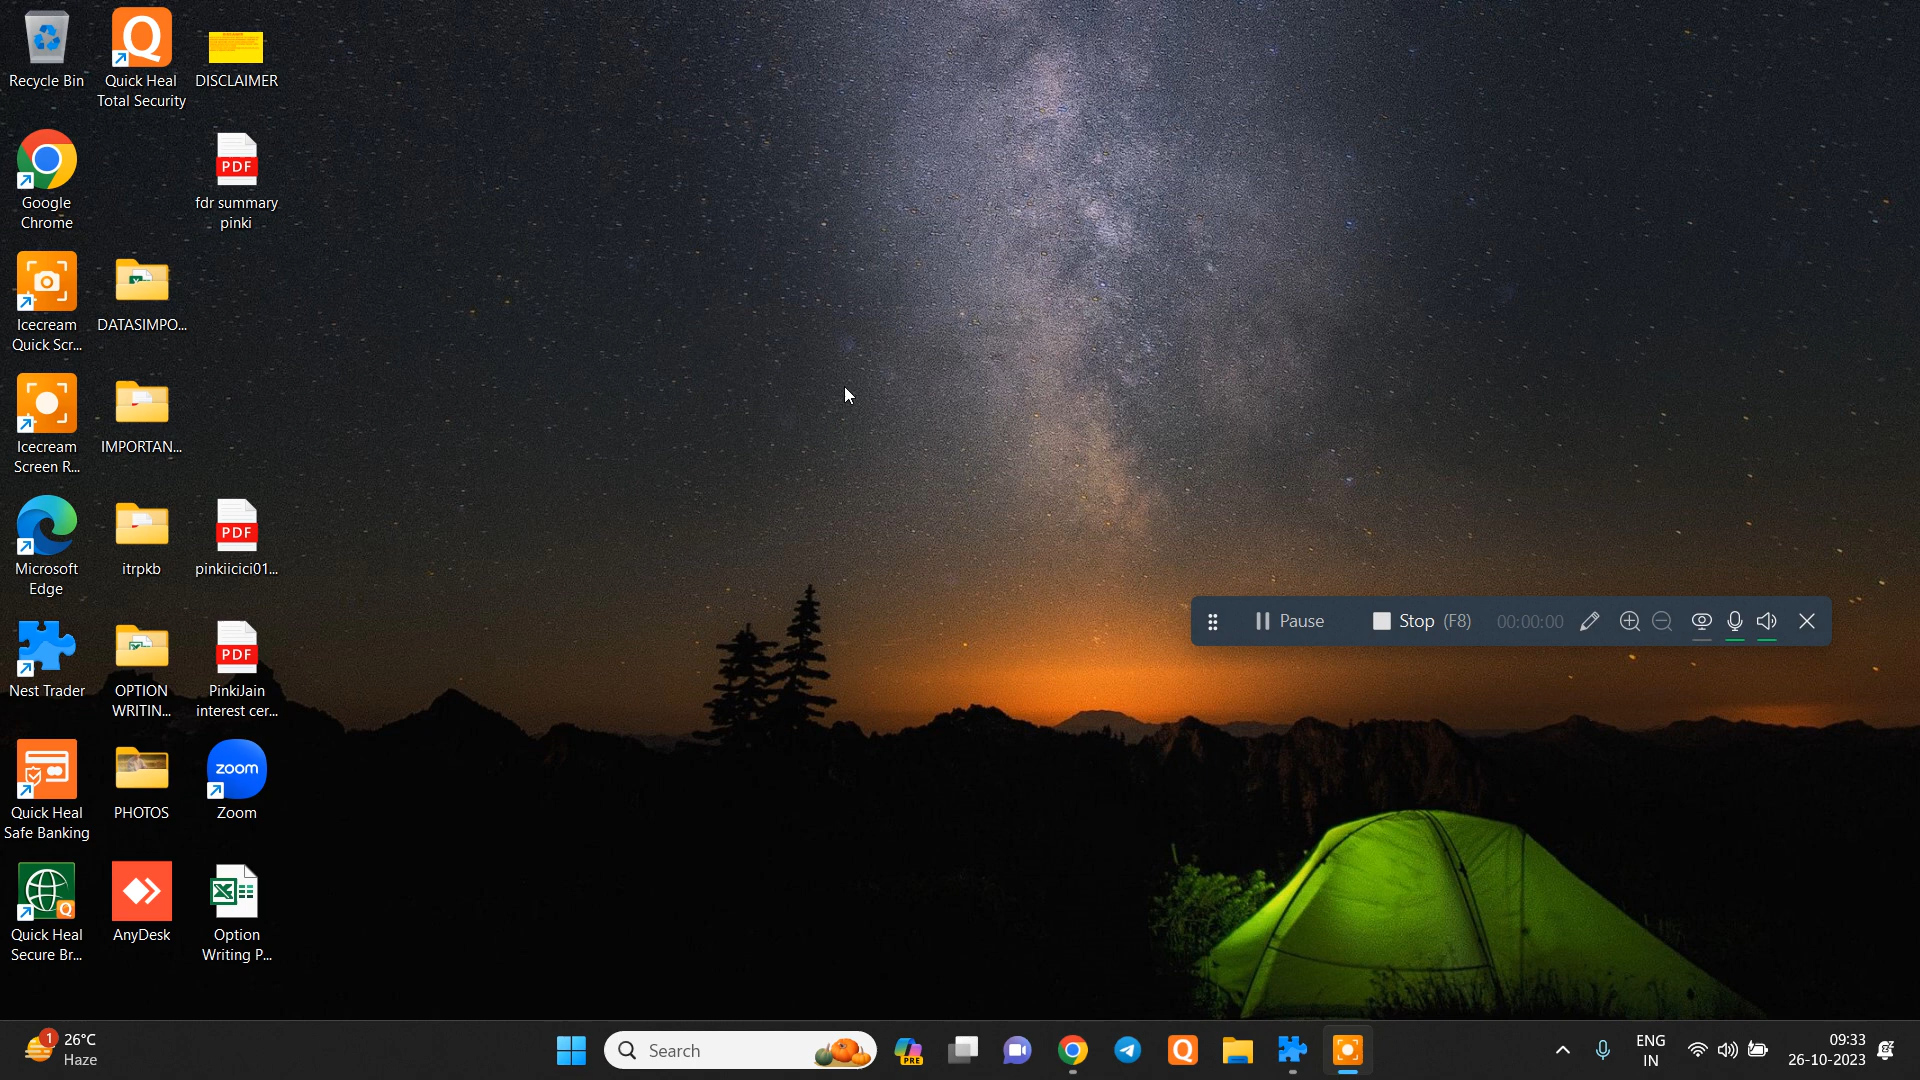 Recycle Bin
Quick Heal
Total Security
DISCLAIMER
Google
Chrome
PDF
fdr summary
pinki
Icecream
Quick Scr...
DATASIMPO...
Icecream
Screen R...
IMPORTAN...
Microsoft
Edge
itrpkb
PDF
pinkiicici01...
Nest Trader
OPTION
WRITIN...
PDF
PinkiJain
interest cer...
Quick Heal
Safe Banking
PHOTOS
zoom
Zoom
Quick Heal
Secure Br...
AnyDesk
Option
Writing P...
Pause Stop (F8) 00:00:00
1
26°C
Haze
Search
PRE
ENG
IN
09:33
26-10-2023